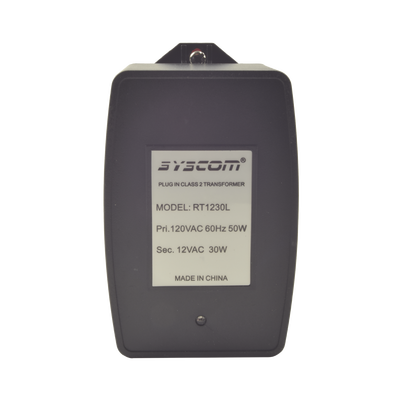 SYSCOM
PLUG IN CLASS 2 TRANSFORMER
MODEL: RT1230L
Pri.120VAC 60Hz 50W
Sec. 12VAC 30W
MADE IN CHINA